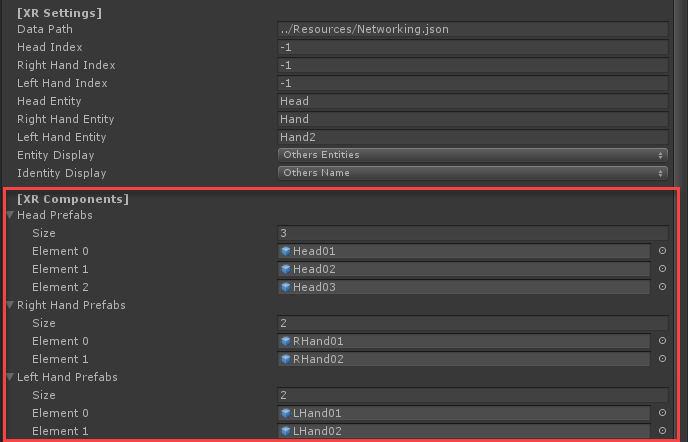 [XR Settings]
Data Path ../Resources/Networking.json
Head Index -1
Right Hand Index -1
Left Hand Index -1
Head Entity Head
Right Hand Entity Hand
Left Hand Entity Hand2
Entity Display Others Entities
Identity Display Others Name
[XR Components]
Head Prefabs
Size 3
Element 0 Head01
Element 1 Head02
Element 2 Head03
Right Hand Prefabs
Size 2
Element 0 RHand01
Element 1 RHand02
Left Hand Prefabs
Size 2
Element 0 LHand01
Element 1 LHand02